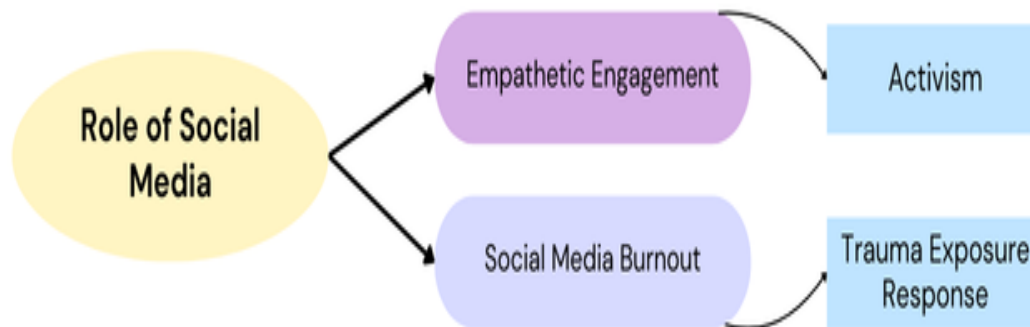 Role of Social
Media
Empathetic Engagement
Activism
Social Media Burnout
Trauma Exposure
Response